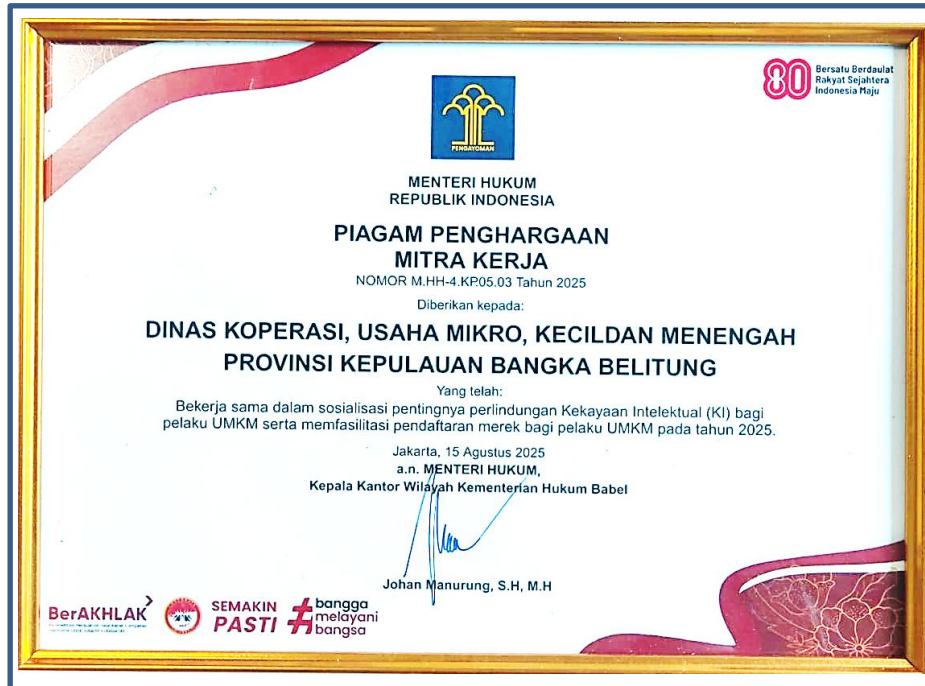 80 Bersatu Berdaulat
Rakyat Sejahtera
Indonesia Maju
PENGAYOMAN
MENTERI HUKUM
REPUBLIK INDONESIA
PIAGAM PENGHARGAAN
MITRA KERJA
NOMOR M.HH-4.KP.05.03 Tahun 2025
Diberikan kepada:
DINAS KOPERASI, USAHA MIKRO, KECILDAN MENENGAH
PROVINSI KEPULAUAN BANGKA BELITUNG
Yang telah:
Bekerja sama dalam sosialisasi pentingnya perlindungan Kekayaan Intelektual (KI) bagi
pelaku UMKM serta memfasilitasi pendaftaran merek bagi pelaku UMKM pada tahun 2025.
Jakarta, 15 Agustus 2025
a.n. MENTERI HUKUM,
Kepala Kantor Wilayah Kementerian Hukum Babel
Johan Manurung, S.H, M.H
BerAKHLAK
SEMAKIN
PASTI
# bangga
melayani
bangsa